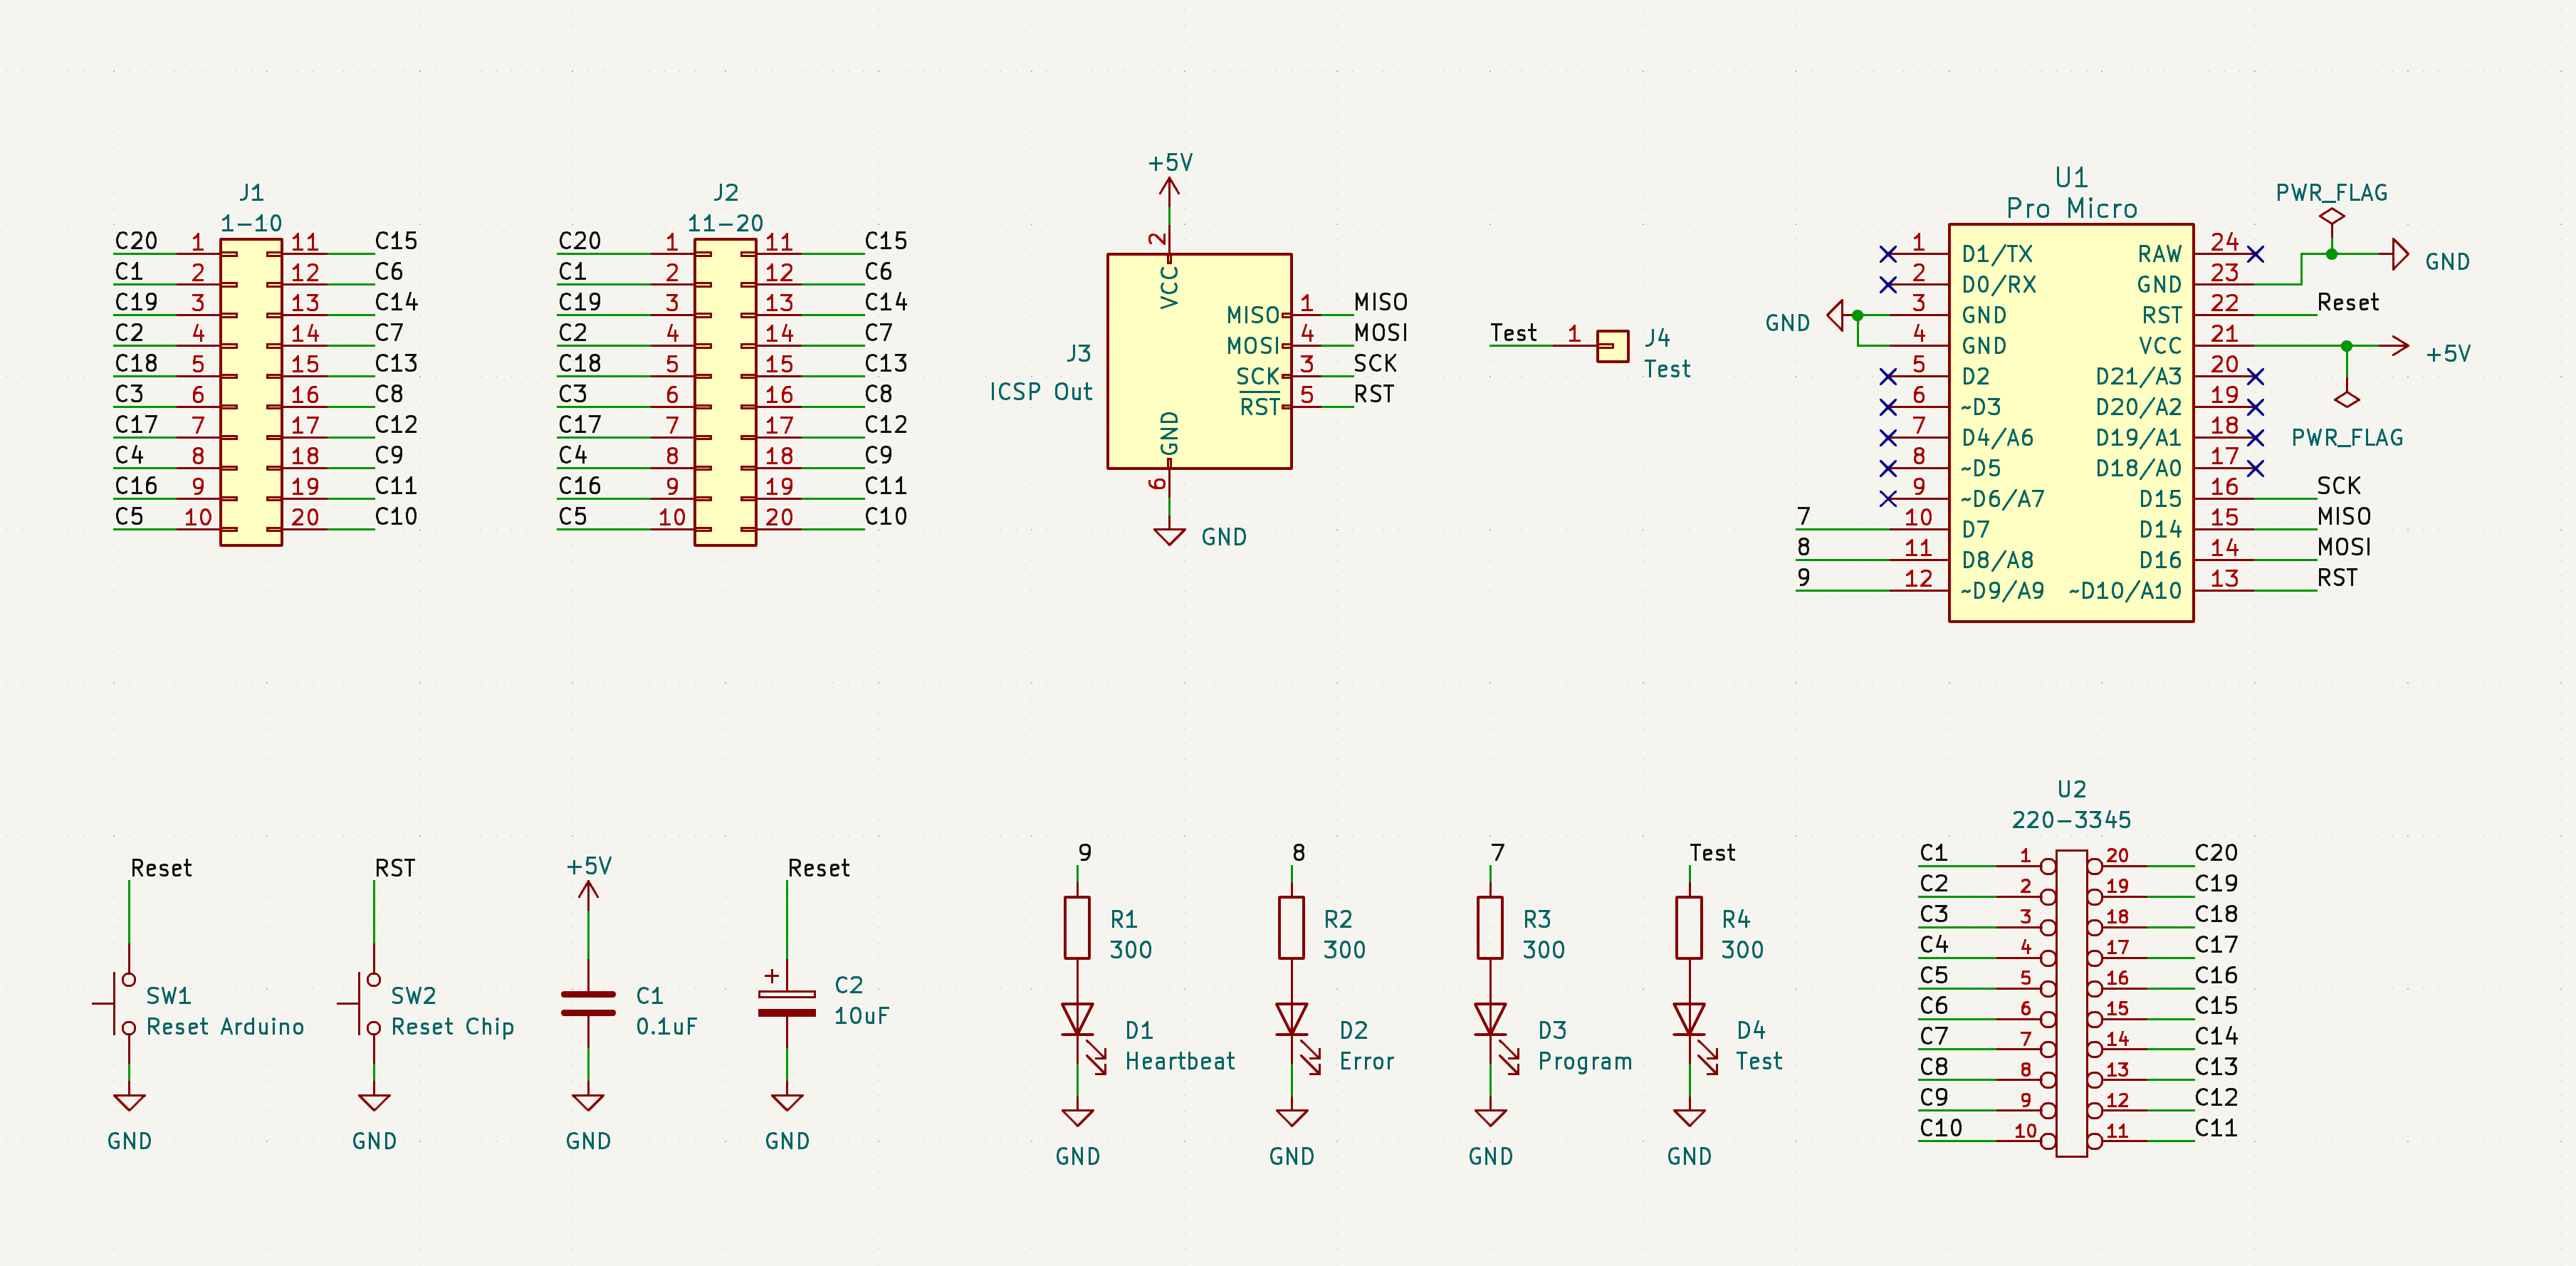 J1
1-10
C20 1 11 C15
C1 2 12 C6
C19 3 13 C14
C2 4 14 C7
C18 5 15 C13
C3 6 16 C8
C17 7 17 C12
C4 8 18 C9
C16 9 19 C11
C5 10 20 C10
J2
11-20
C20 1 11 C15
C1 2 12 C6
C19 3 13 C14
C2 4 14 C7
C18 5 15 C13
C3 6 16 C8
C17 7 17 C12
C4 8 18 C9
C16 9 19 C11
C5 10 20 C10
+5V
2
VCC
MISO 1 MISO
MOSI 4 MOSI
SCK 3 SCK
RST 5 RST
J3
ICSP Out
GND
6
GND
Test 1
J4
Test
U1
Pro Micro
PWR_FLAG
1 D1/TX RAW 24
GND
2 D0/RX GND 23
3 GND RST 22 Reset
GND
4 GND VCC 21
+5V
5 D2 D21/A3 20
6 ~D3 D20/A2 19
7 D4/A6 D19/A1 18
PWR_FLAG
8 ~D5 D18/A0 17
9 ~D6/A7 D15 16 SCK
7 10 D7 D14 15 MISO
8 11 D8/A8 D16 14 MOSI
9 12 ~D9/A9 ~D10/A10 13 RST
Reset
SW1
Reset Arduino
GND
RST
SW2
Reset Chip
GND
+5V
C1
0.1uF
GND
Reset
+
C2
10uF
GND
9
R1
300
D1
Heartbeat
GND
8
R2
300
D2
Error
GND
7
R3
300
D3
Program
GND
Test
R4
300
D4
Test
GND
U2
220-3345
C1 1 20 C20
C2 2 19 C19
C3 3 18 C18
C4 4 17 C17
C5 5 16 C16
C6 6 15 C15
C7 7 14 C14
C8 8 13 C13
C9 9 12 C12
C10 10 11 C11